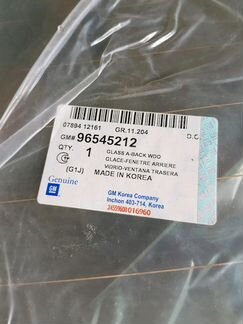 07894 12161 GR.11.204 D.C.
GM# 96545212
QTY. 1 GLASS A-BACK WDO
GLACE-FENETRE ARRIERE
VIDRIO-VENTANA TRASERA
(G1J) MADE IN KOREA
Genuine
GM
GM Korea Company
Inchon 403-714, Korea